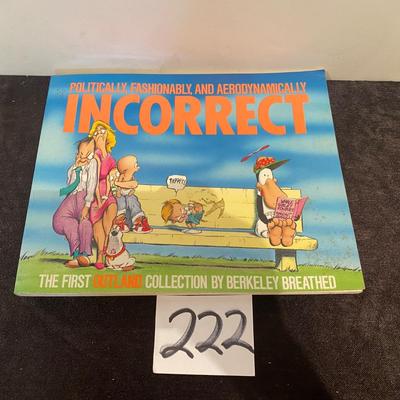 POLITICALLY, FASHIONABLY, AND AERODYNAMICALLY
INCORRECT
THE FIRST OUTLAND COLLECTION BY BERKELEY BREATHED
222